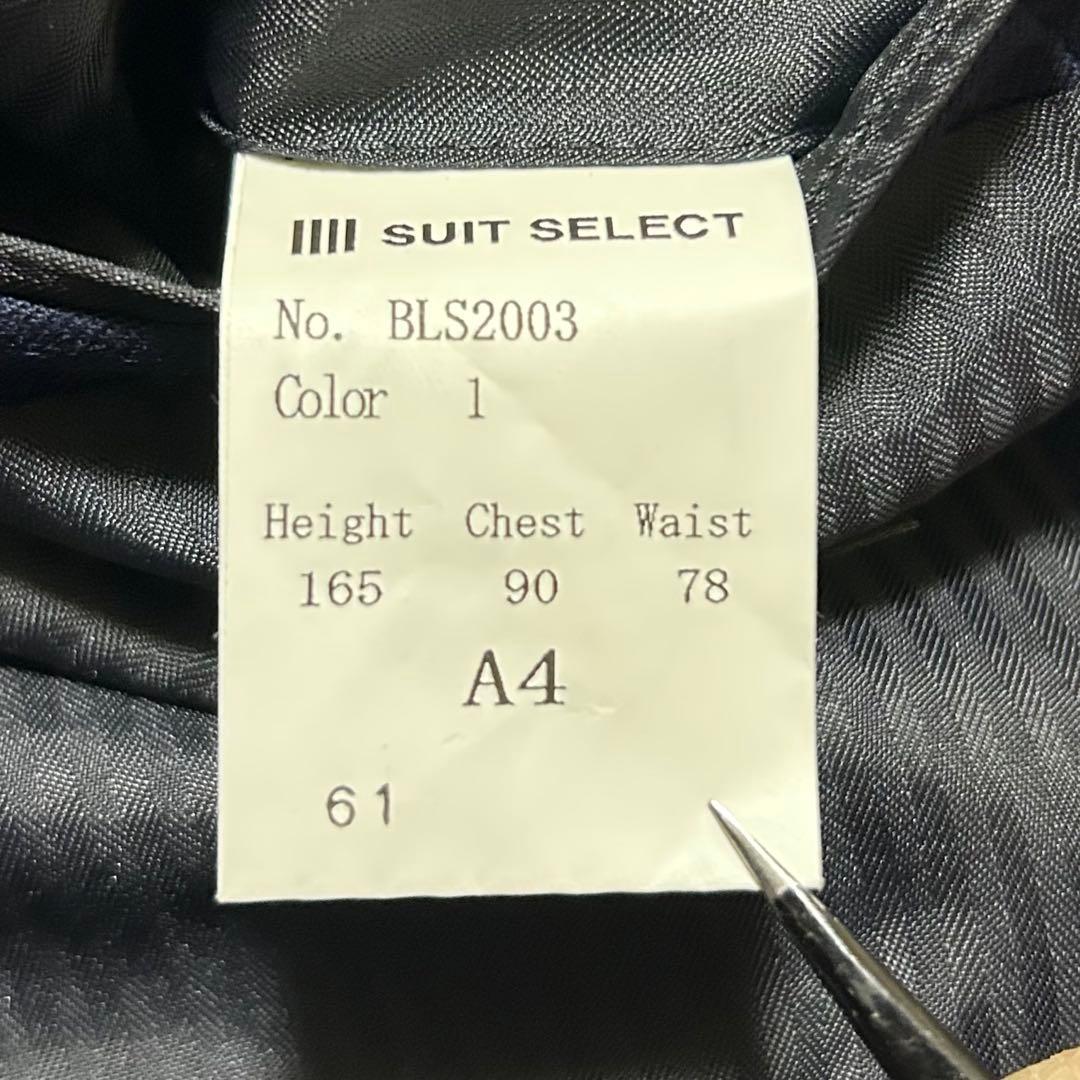 SUIT SELECT
No. BLS2003
Color 1
Height Chest Waist
165 90 78
A4
61